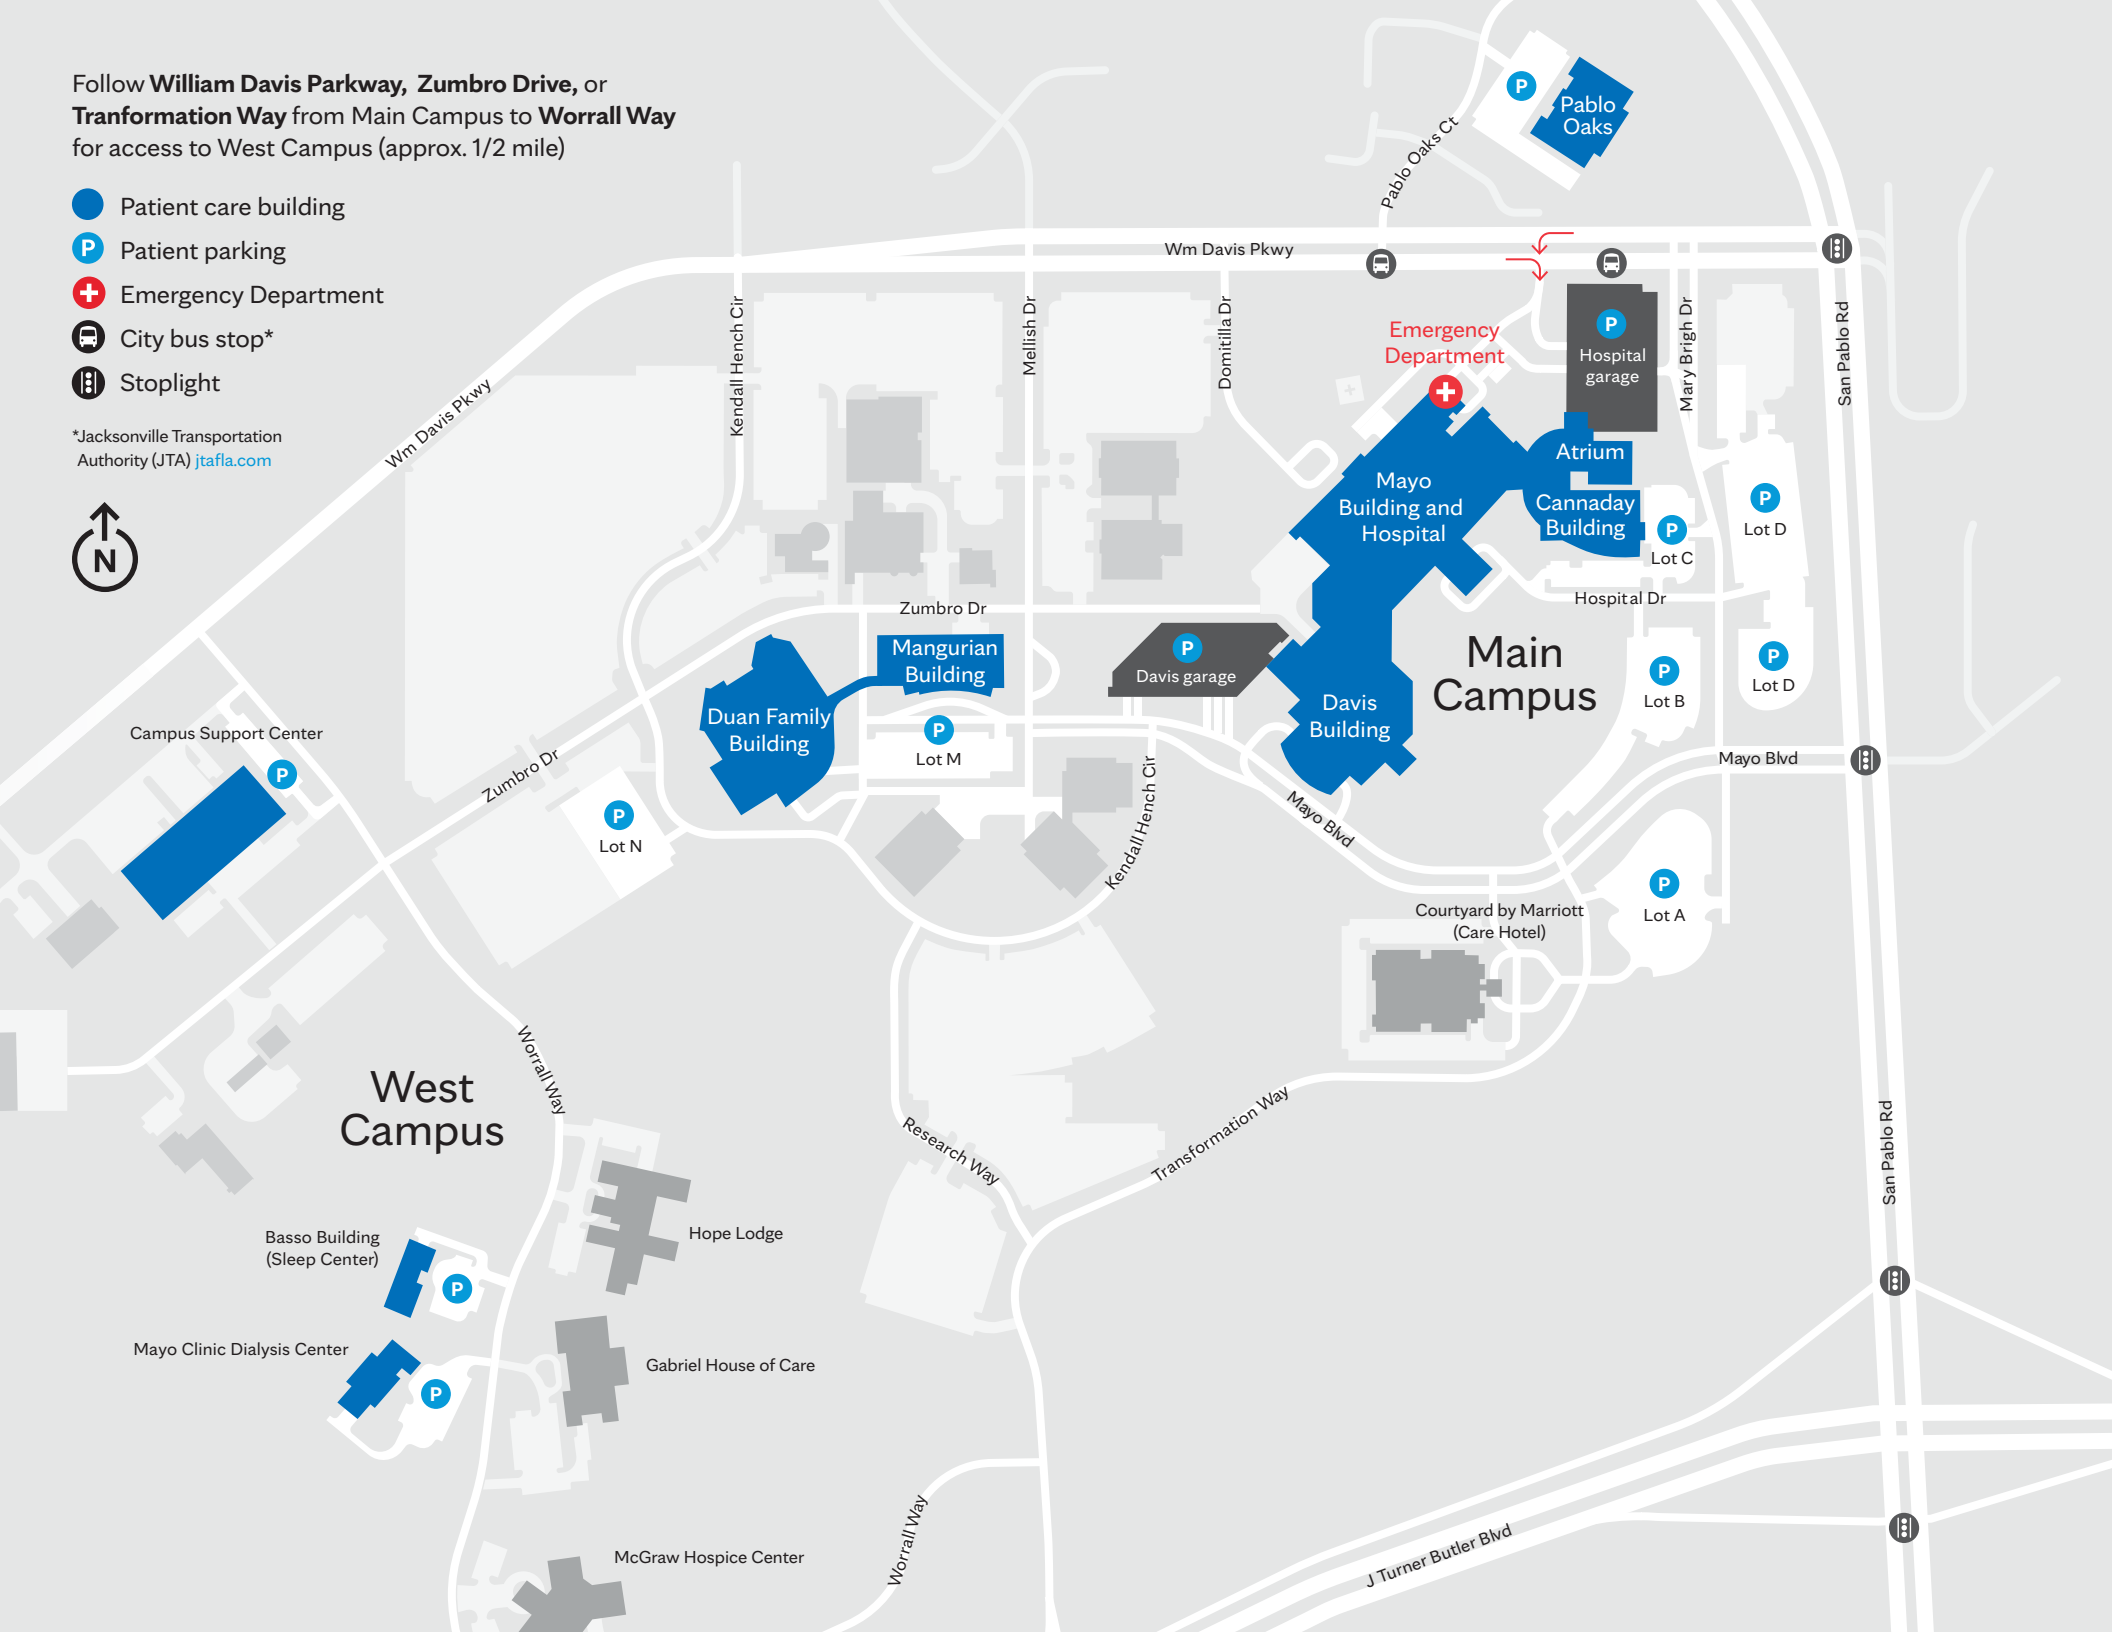 Follow William Davis Parkway, Zumbro Drive, or
Tranformation Way from Main Campus to Worrall Way
for access to West Campus (approx. 1/2 mile)
Patient care building
P Patient parking
Emergency Department
City bus stop*
Stoplight
*Jacksonville Transportation
Authority (JTA) jtafla.com
N
P
Pablo
Oaks
Pablo Oaks Ct
Wm Davis Pkwy
Wm Davis Pkwy
Kendall Hench Cir
Mellish Dr
Domitilla Dr
Emergency
Department
P
Hospital
garage
Mary Brigh Dr
San Pablo Rd
Atrium
Mayo
Building and
Hospital
Cannaday
Building
P
Lot C
P
Lot D
Hospital Dr
Zumbro Dr
Mangurian
Building
P
Davis garage
Main
Campus
P
Lot B
P
Lot D
Duan Family
Building
P
Lot M
Davis
Building
Mayo Blvd
Campus Support Center
P
Zumbro Dr
P
Lot N
Kendall Hench Cir
Mayo Blvd
P
Lot A
Courtyard by Marriott
(Care Hotel)
Worrall Way
West
Campus
Research Way
Transformation Way
San Pablo Rd
Basso Building
(Sleep Center)
P
Hope Lodge
Mayo Clinic Dialysis Center
P
Gabriel House of Care
McGraw Hospice Center
Worrall Way
J Turner Butler Blvd